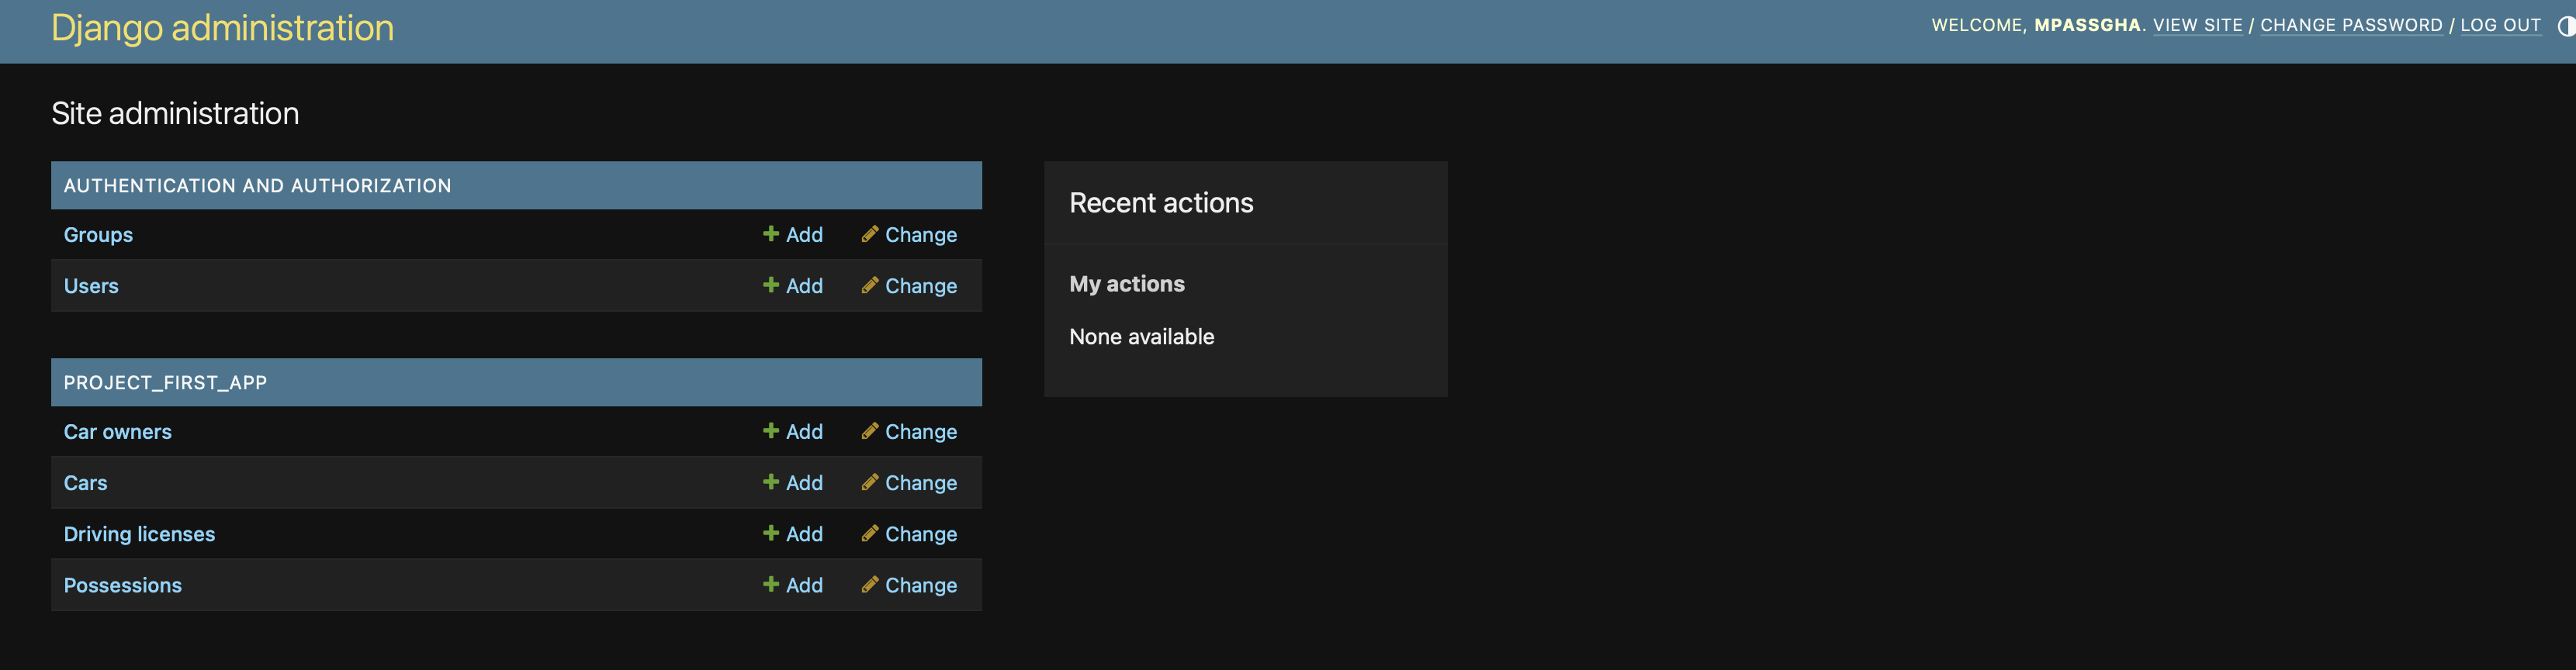 Django administration
WELCOME, MPASSGHA. VIEW SITE / CHANGE PASSWORD / LOG OUT
Site administration
AUTHENTICATION AND AUTHORIZATION
Groups Add Change
Users Add Change
PROJECT_FIRST_APP
Car owners Add Change
Cars Add Change
Driving licenses Add Change
Possessions Add Change
Recent actions
My actions
None available